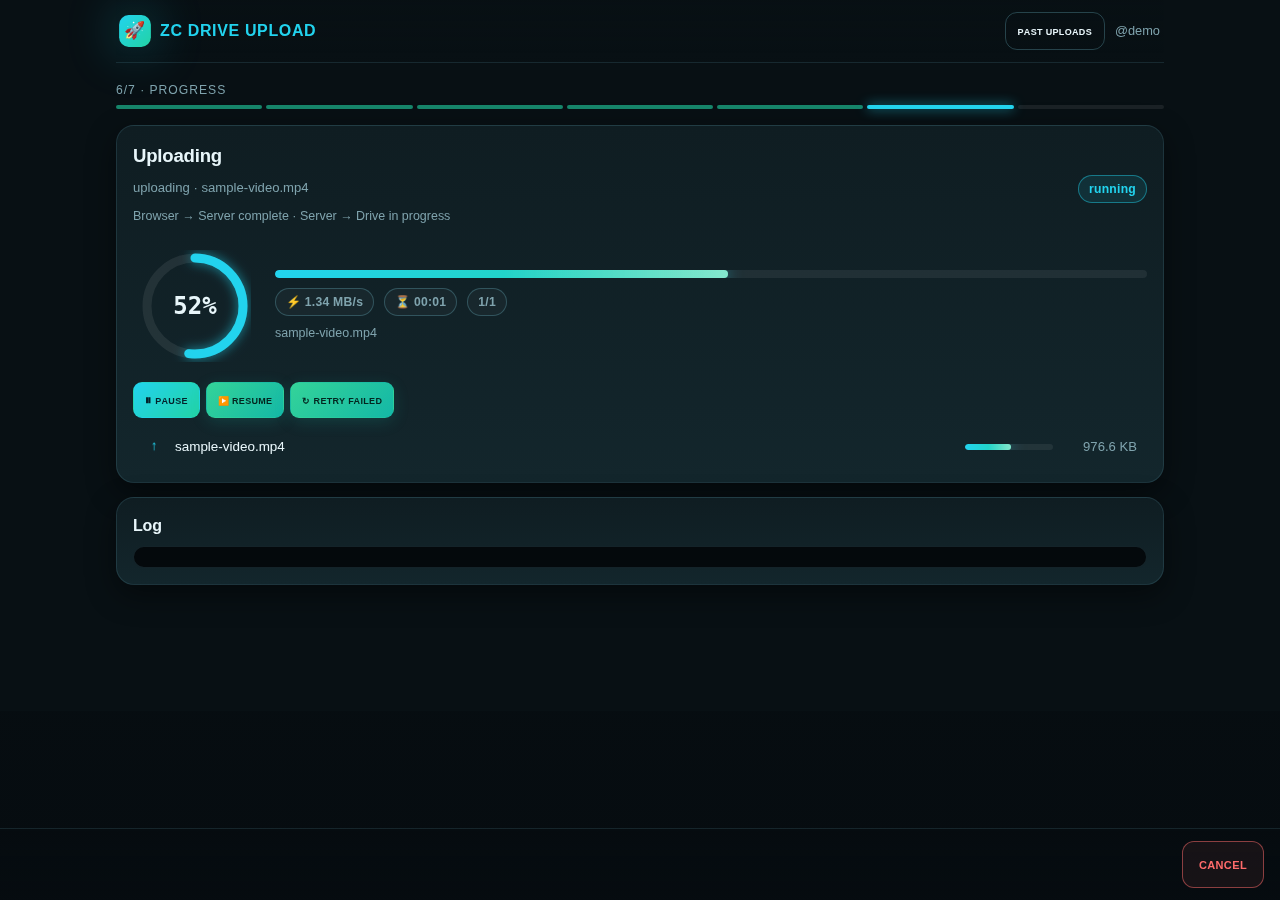 🚀 ZC DRIVE UPLOAD
PAST UPLOADS
@demo
6/7 · PROGRESS
Uploading
uploading · sample-video.mp4
running
Browser → Server complete · Server → Drive in progress
52%
⚡ 1.34 MB/s
⏳ 00:01
1/1
sample-video.mp4
⏸ PAUSE
▶️ RESUME
↻ RETRY FAILED
↑ sample-video.mp4
976.6 KB
Log
CANCEL